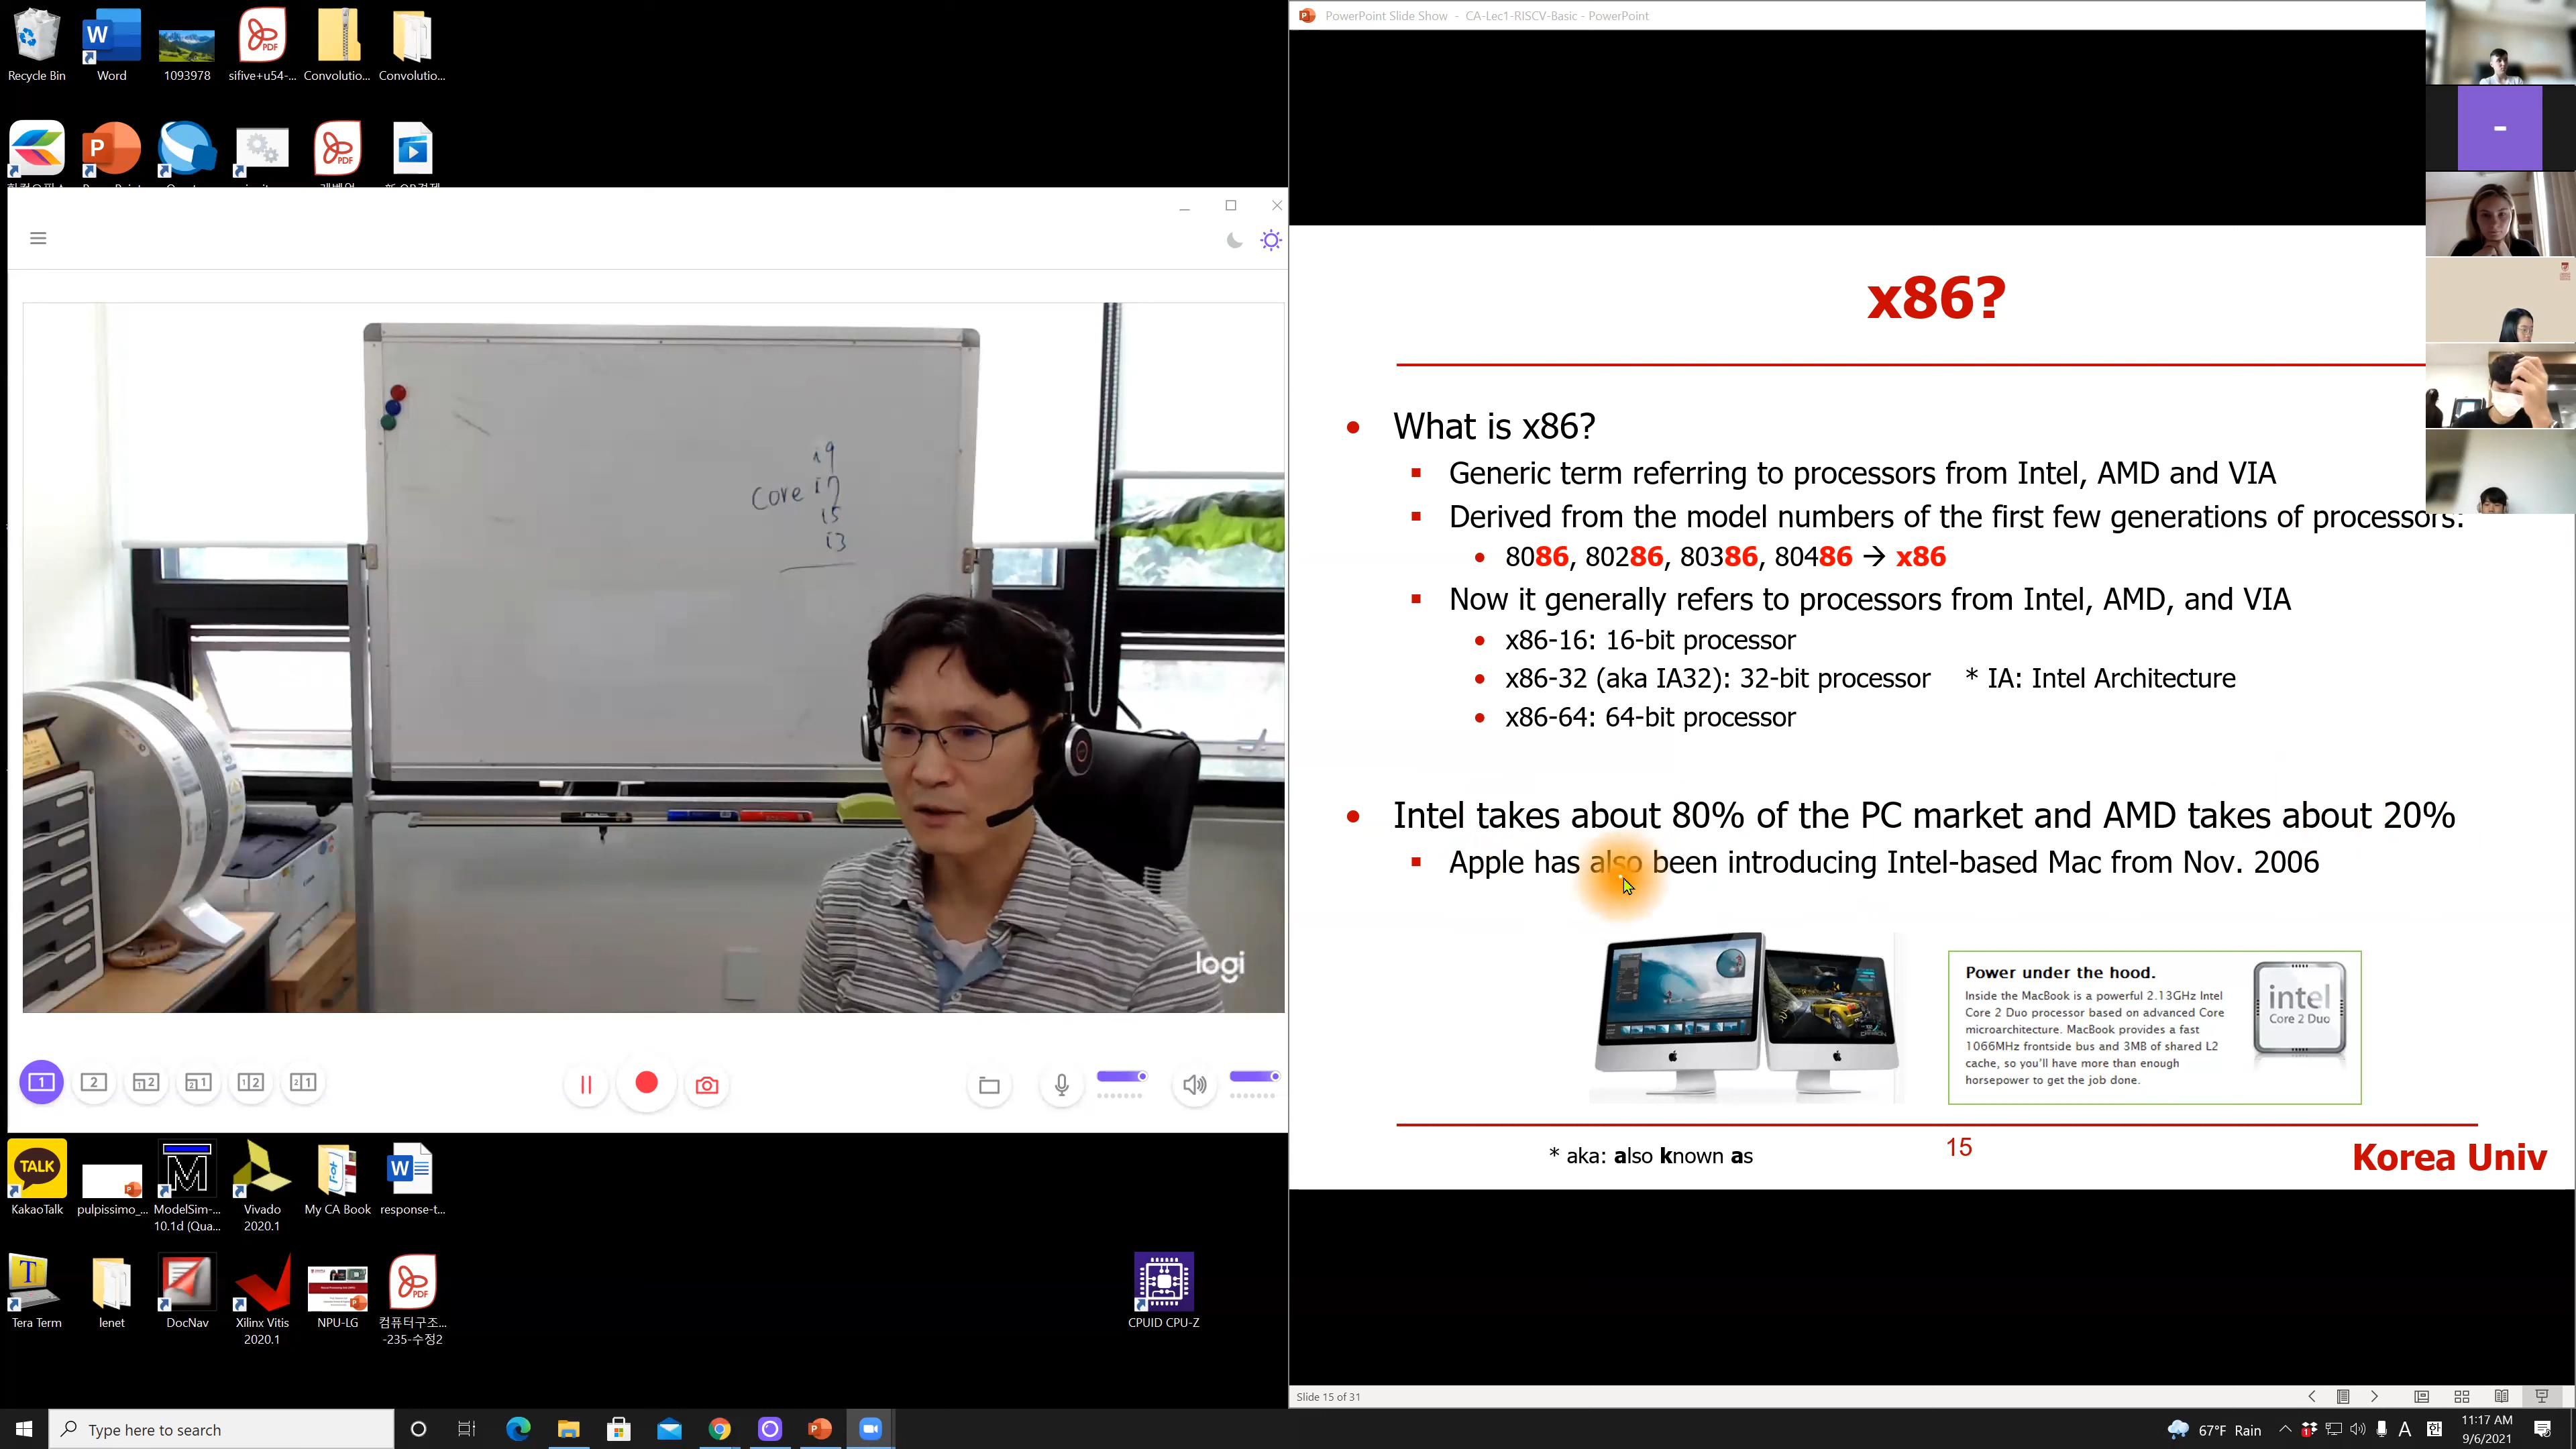 Recycle Bin
Word
1093978
sifive+u54-...
Convolutio...
Convolutio...
PowerPoint Slide Show - CA-Lec1-RISCV-Basic - PowerPoint
i9
Core i7
i5
i3
logi
x86?
What is x86?
Generic term referring to processors from Intel, AMD and VIA
Derived from the model numbers of the first few generations of processors:
8086, 80286, 80386, 80486 → x86
Now it generally refers to processors from Intel, AMD, and VIA
x86-16: 16-bit processor
x86-32 (aka IA32): 32-bit processor * IA: Intel Architecture
x86-64: 64-bit processor
Intel takes about 80% of the PC market and AMD takes about 20%
Apple has also been introducing Intel-based Mac from Nov. 2006
Power under the hood.
Inside the MacBook is a powerful 2.13GHz Intel
Core 2 Duo processor based on advanced Core
microarchitecture. MacBook provides a fast
1066MHz frontside bus and 3MB of shared L2
cache, so you'll have more than enough
horsepower to get the job done.
intel
Core 2 Duo
* aka: also known as
15
Korea Univ
TALK
KakaoTalk
pulpissimo_...
ModelSim-...
10.1d (Qua...
Vivado
2020.1
My CA Book
response-t...
Tera Term
lenet
DocNav
Xilinx Vitis
2020.1
NPU-LG
컴퓨터구조...
-235-수정2
CPUID CPU-Z
Slide 15 of 31
Type here to search
67°F Rain
A
11:17 AM
9/6/2021